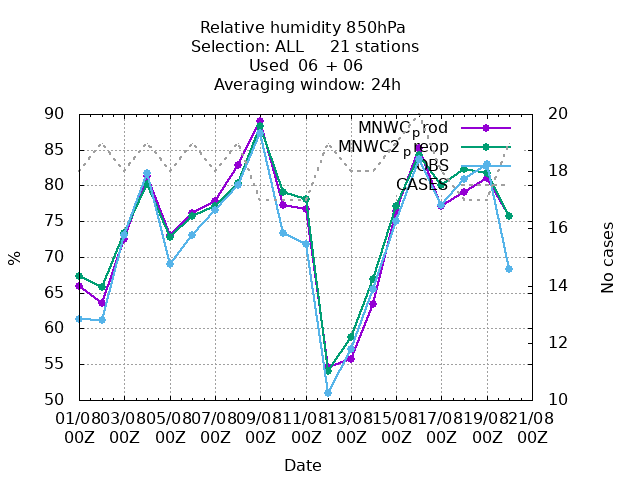 Relative humidity 850hPa
Selection: ALL 21 stations
Used 06 + 06
Averaging window: 24h
90
85
80
75
70
65
60
55
50
%
20
18
16
14
12
10
No cases
MNWC_prod
MNWC2_preop
OBS
CASES
01/08 03/08 05/08 07/08 09/08 11/08 13/08 15/08 17/08 19/08 21/08
00Z 00Z 00Z 00Z 00Z 00Z 00Z 00Z 00Z 00Z 00Z
Date